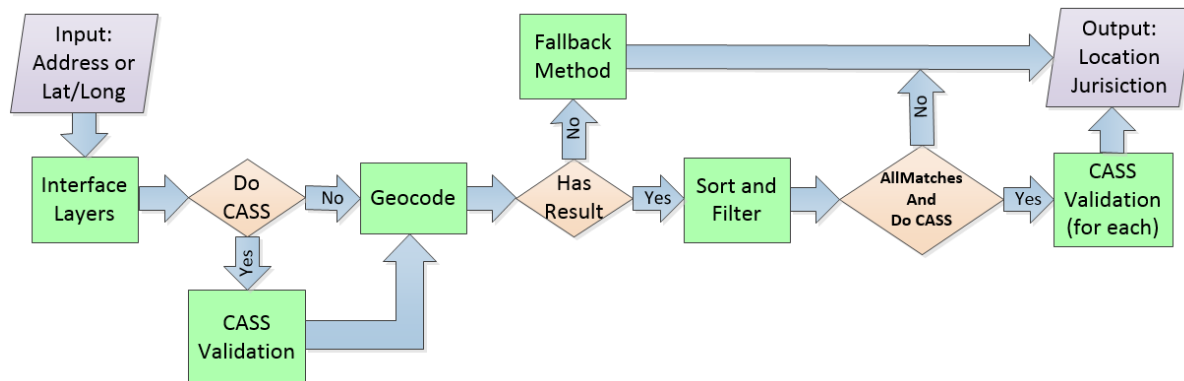 Input:
Address or
Lat/Long
Interface
Layers
Do
CASS
No
Yes
CASS
Validation
Geocode
Has
Result
No
Fallback
Method
Yes
Sort and
Filter
AllMatches
And
Do CASS
No
Yes
CASS
Validation
(for each)
Output:
Location
Jurisiction